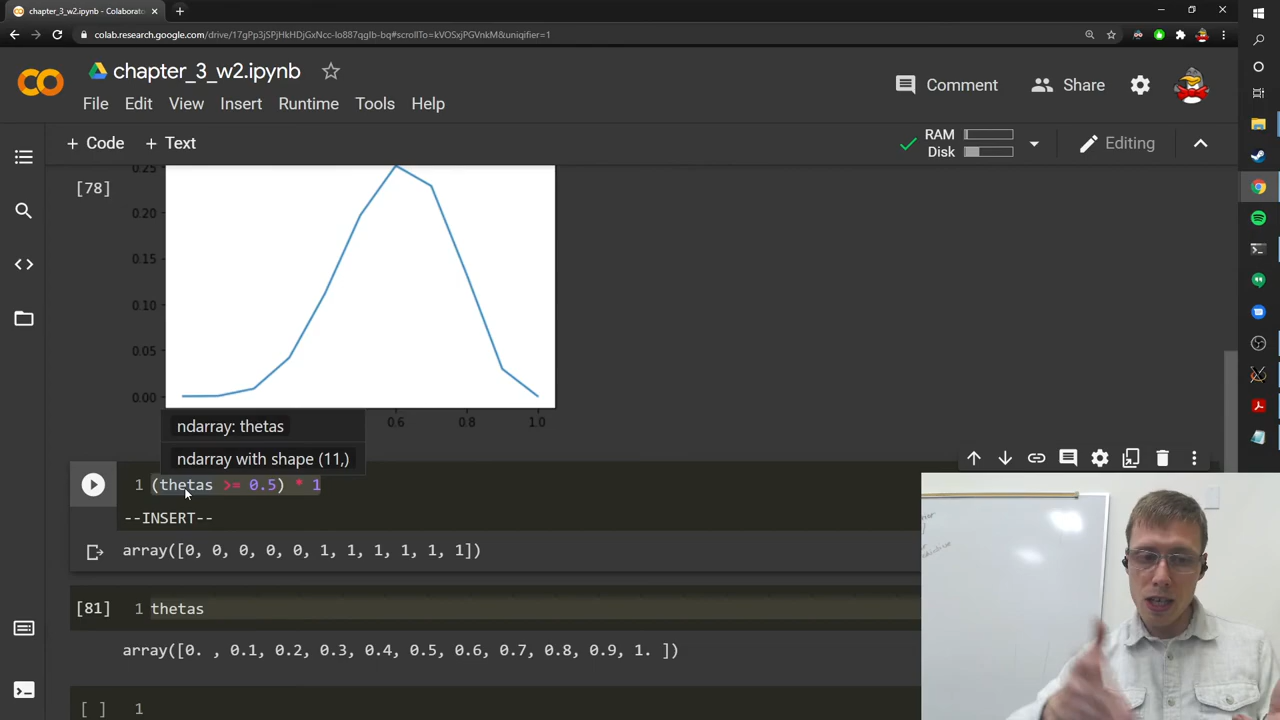 chapter_3_w2.ipynb - Colaborato
colab.research.google.com/drive/17gPp3jSPjHkHDjGxNcc-lo887qgIb-bq#scrollTo=kVOSxjPGVnkM&uniqifier=1
chapter_3_w2.ipynb
Comment
Share
File Edit View Insert Runtime Tools Help
+ Code + Text
RAM
Disk
Editing
[78]
0.25
0.20
0.15
0.10
0.05
0.00
0.6 0.8 1.0
ndarray: thetas
ndarray with shape (11,)
1 (thetas >= 0.5) * 1
--INSERT--
array([0, 0, 0, 0, 0, 1, 1, 1, 1, 1, 1])
[81] 1 thetas
array([0. , 0.1, 0.2, 0.3, 0.4, 0.5, 0.6, 0.7, 0.8, 0.9, 1. ])
[ ] 1